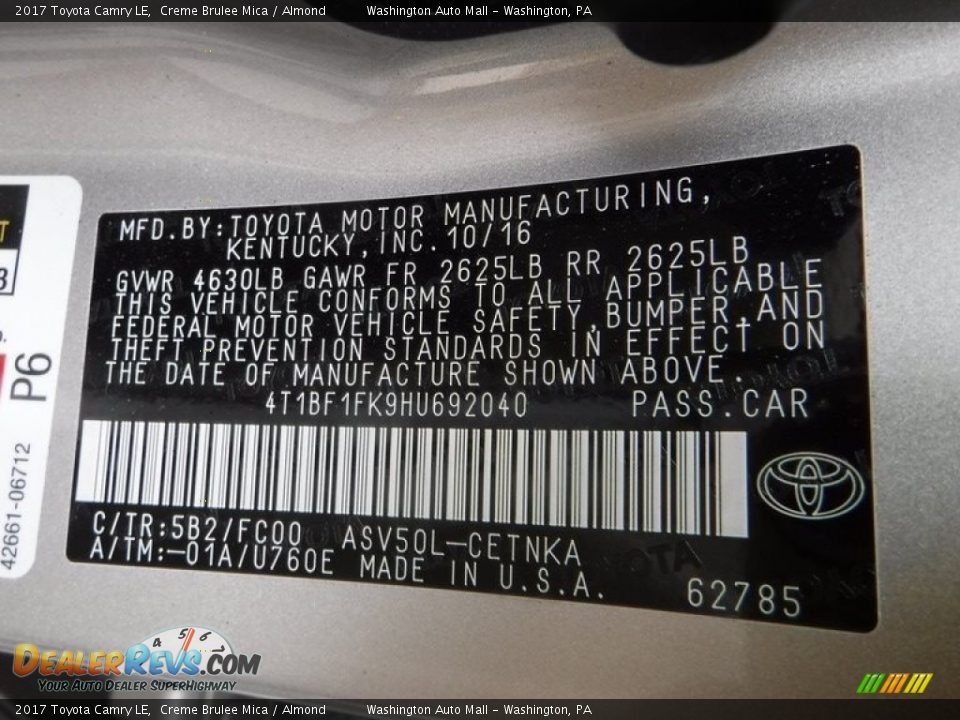 2017 Toyota Camry LE, Creme Brulee Mica / Almond Washington Auto Mall - Washington, PA
MFD.BY:TOYOTA MOTOR MANUFACTURING,
KENTUCKY,INC.10/16
GVWR 4630LB GAWR FR 2625LB RR 2625LB
THIS VEHICLE CONFORMS TO ALL APPLICABLE
FEDERAL MOTOR VEHICLE SAFETY,BUMPER,AND
THEFT PREVENTION STANDARDS IN EFFECT ON
THE DATE OF MANUFACTURE SHOWN ABOVE.
4T1BF1FK9HU692040 PASS.CAR
C/TR:5B2/FC00 ASV50L-CETNKA
A/TM:-01A/U760E MADE IN U.S.A.
62785
P6
42661-06712
DEALERREVS.COM
YOUR AUTO DEALER SUPERHIGHWAY
2017 Toyota Camry LE, Creme Brulee Mica / Almond Washington Auto Mall - Washington, PA